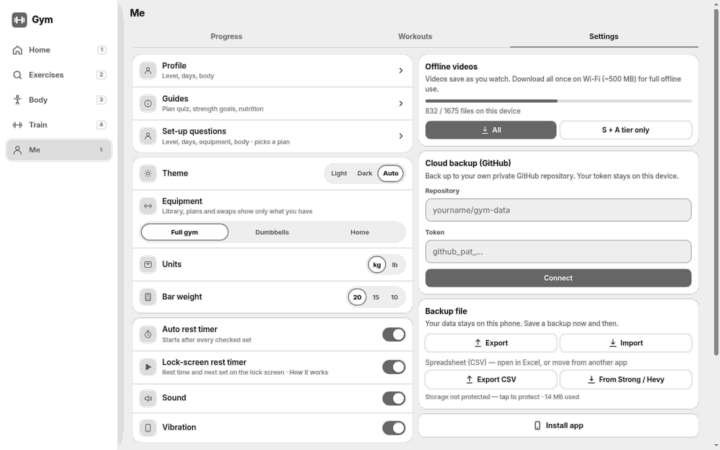 Gym
Home 1
Exercises 2
Body 3
Train 4
Me 5
Me
Progress
Workouts
Settings
Profile
Level, days, body
Guides
Plan quiz, strength goals, nutrition
Set-up questions
Level, days, equipment, body · picks a plan
Theme
Light Dark Auto
Equipment
Library, plans and swaps show only what you have
Full gym Dumbbells Home
Units
kg lb
Bar weight
20 15 10
Auto rest timer
Starts after every checked set
Lock-screen rest timer
Rest time and next set on the lock screen · How it works
Sound
Vibration
Offline videos
Videos save as you watch. Download all once on Wi-Fi (~500 MB) for full offline
use.
832 / 1675 files on this device
All
S + A tier only
Cloud backup (GitHub)
Back up to your own private GitHub repository. Your token stays on this device.
Repository
yourname/gym-data
Token
github_pat_...
Connect
Backup file
Your data stays on this phone. Save a backup now and then.
Export
Import
Spreadsheet (CSV) — open in Excel, or move from another app
Export CSV
From Strong / Hevy
Storage not protected — tap to protect · 14 MB used
Install app